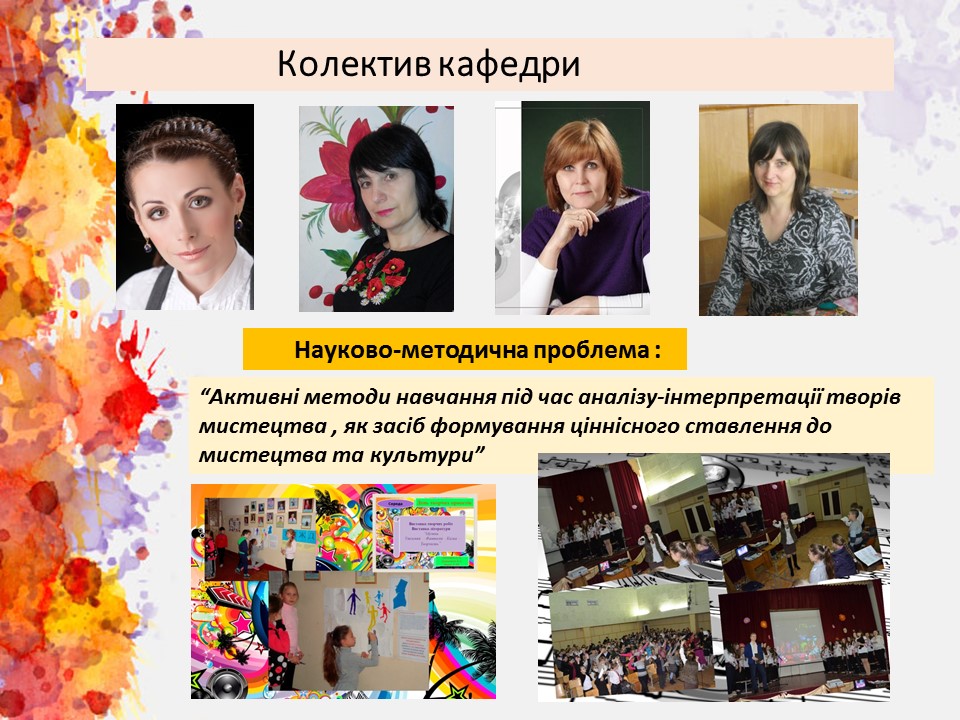 Колектив кафедри
Науково-методична проблема :
“Активні методи навчання під час аналізу-інтерпретації творів
мистецтва , як засіб формування ціннісного ставлення до
мистецтва та культури”